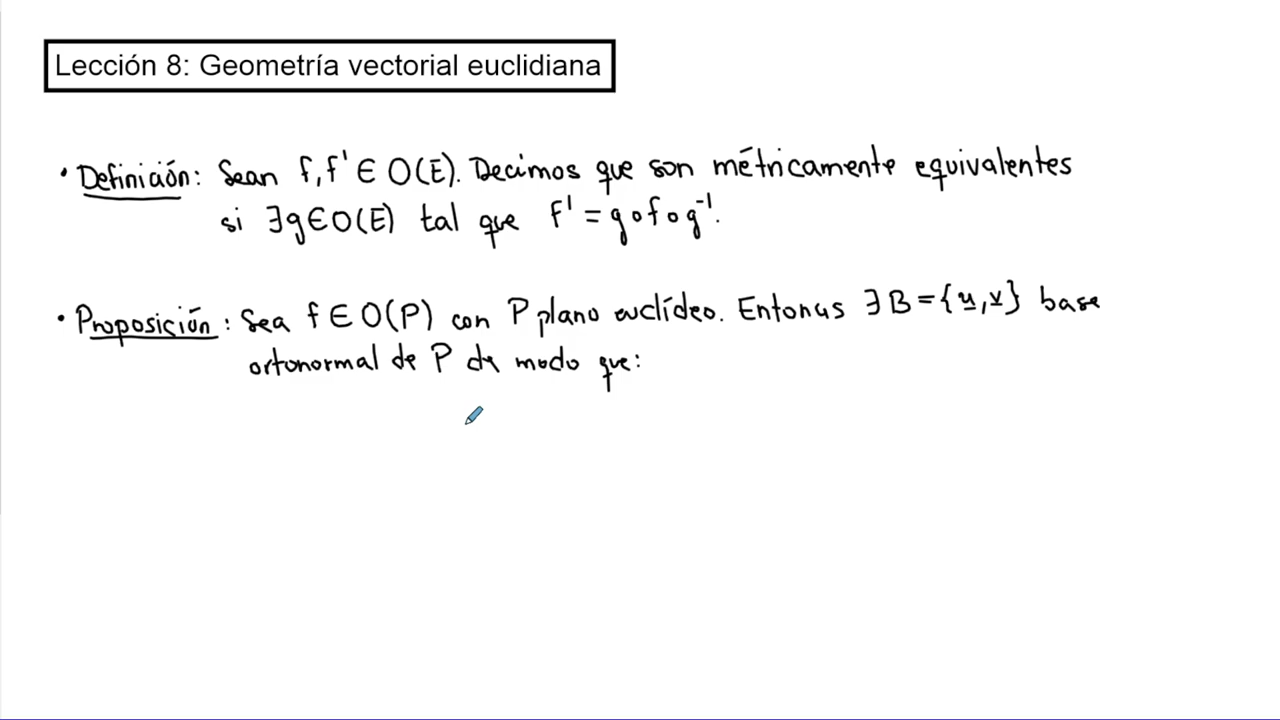 Lección 8: Geometría vectorial euclidiana
• Definición: Sean f, f' ∈ O(E). Decimos que son métricamente equivalentes
si ∃g∈O(E) tal que f' = g∘f∘g⁻¹.
• Proposición: Sea f ∈ O(P) con P plano euclídeo. Entonces ∃ B = {u, v} base
ortonormal de P de modo que: